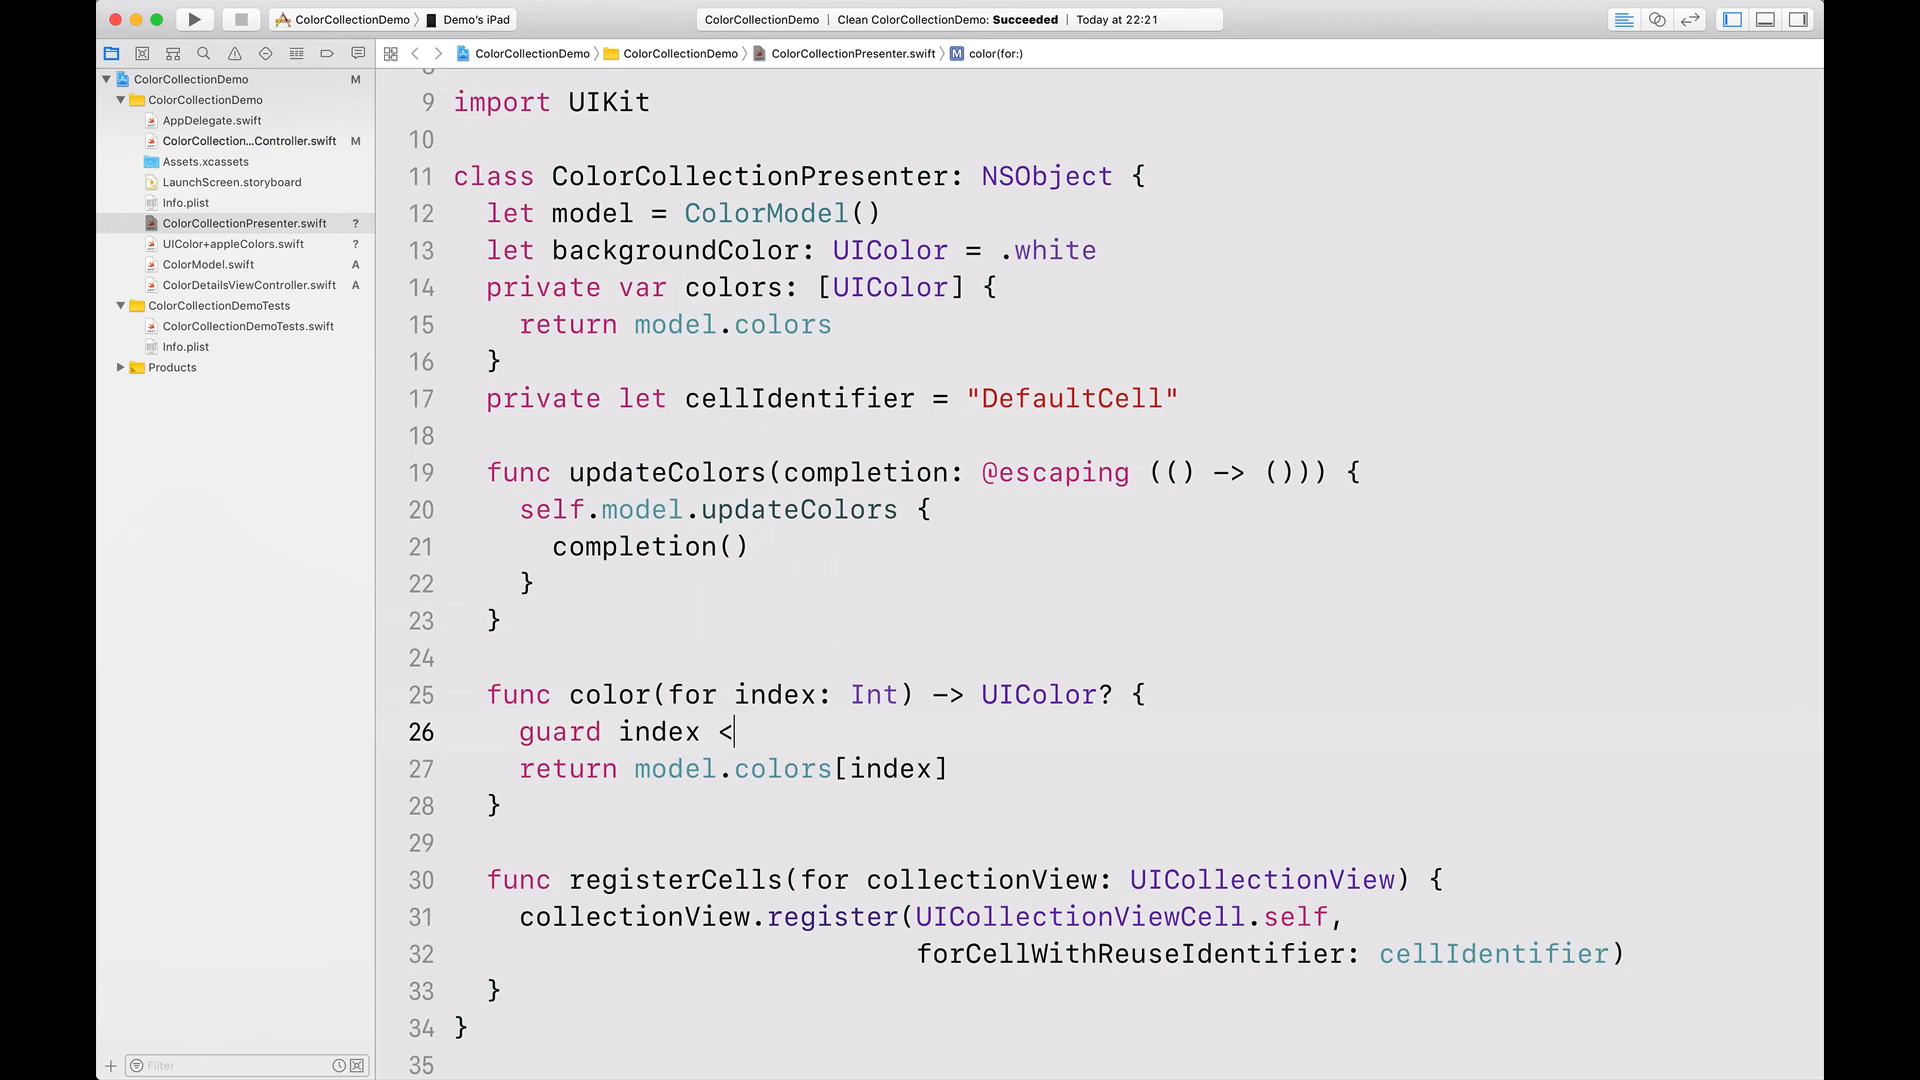 ColorCollectionDemo
Demo's iPad
ColorCollectionDemo | Clean ColorCollectionDemo: Succeeded | Today at 22:21
ColorCollectionDemo
ColorCollectionDemo
ColorCollectionPresenter.swift
M color(for:)
ColorCollectionDemo M
ColorCollectionDemo
AppDelegate.swift
ColorCollection...Controller.swift M
Assets.xcassets
LaunchScreen.storyboard
Info.plist
ColorCollectionPresenter.swift ?
UIColor+appleColors.swift ?
ColorModel.swift A
ColorDetailsViewController.swift A
ColorCollectionDemoTests
ColorCollectionDemoTests.swift
Info.plist
Products
Filter
9 import UIKit
10
11 class ColorCollectionPresenter: NSObject {
12 let model = ColorModel()
13 let backgroundColor: UIColor = .white
14 private var colors: [UIColor] {
15 return model.colors
16 }
17 private let cellIdentifier = "DefaultCell"
18
19 func updateColors(completion: @escaping (() -> ())) {
20 self.model.updateColors {
21 completion()
22 }
23 }
24
25 func color(for index: Int) -> UIColor? {
26 guard index <
27 return model.colors[index]
28 }
29
30 func registerCells(for collectionView: UICollectionView) {
31 collectionView.register(UICollectionViewCell.self,
32 forCellWithReuseIdentifier: cellIdentifier)
33 }
34 }
35